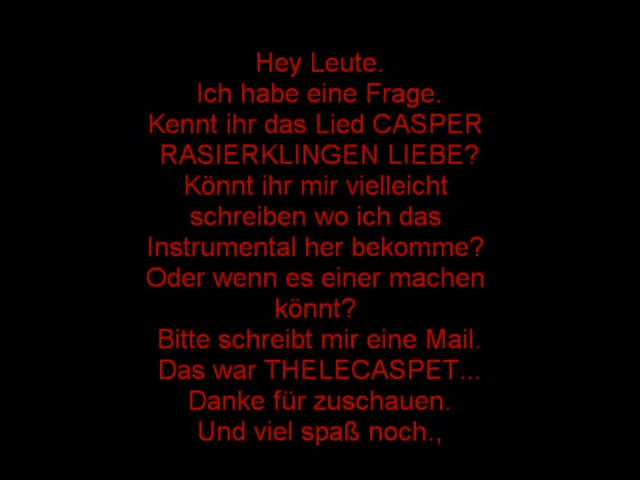 Hey Leute.
Ich habe eine Frage.
Kennt ihr das Lied CASPER
RASIERKLINGEN LIEBE?
Könnt ihr mir vielleicht
schreiben wo ich das
Instrumental her bekomme?
Oder wenn es einer machen
könnt?
Bitte schreibt mir eine Mail.
Das war THELECASPET...
Danke für zuschauen.
Und viel spaß noch.,